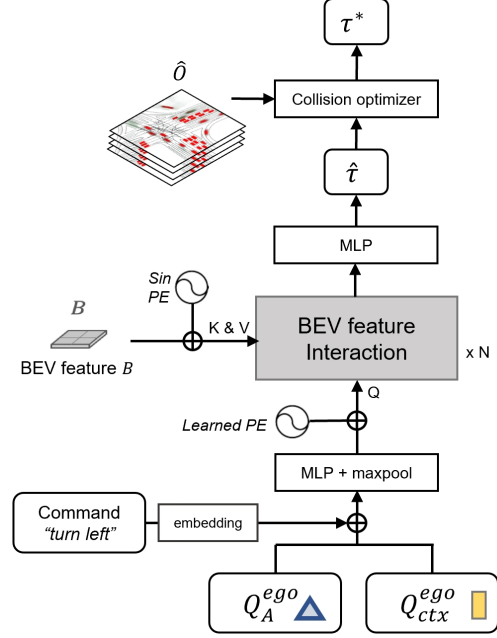 τ*
Ô
Collision optimizer
τ̂
MLP
Sin
PE
B
K & V
BEV feature
Interaction
x N
BEV feature B
Q
Learned PE
MLP + maxpool
Command
"turn left"
embedding
Q_A^ego
Q_ctx^ego